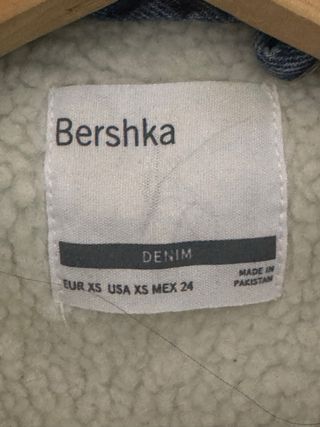 Bershka
DENIM
EUR XS USA XS MEX 24
MADE IN
PAKISTAN